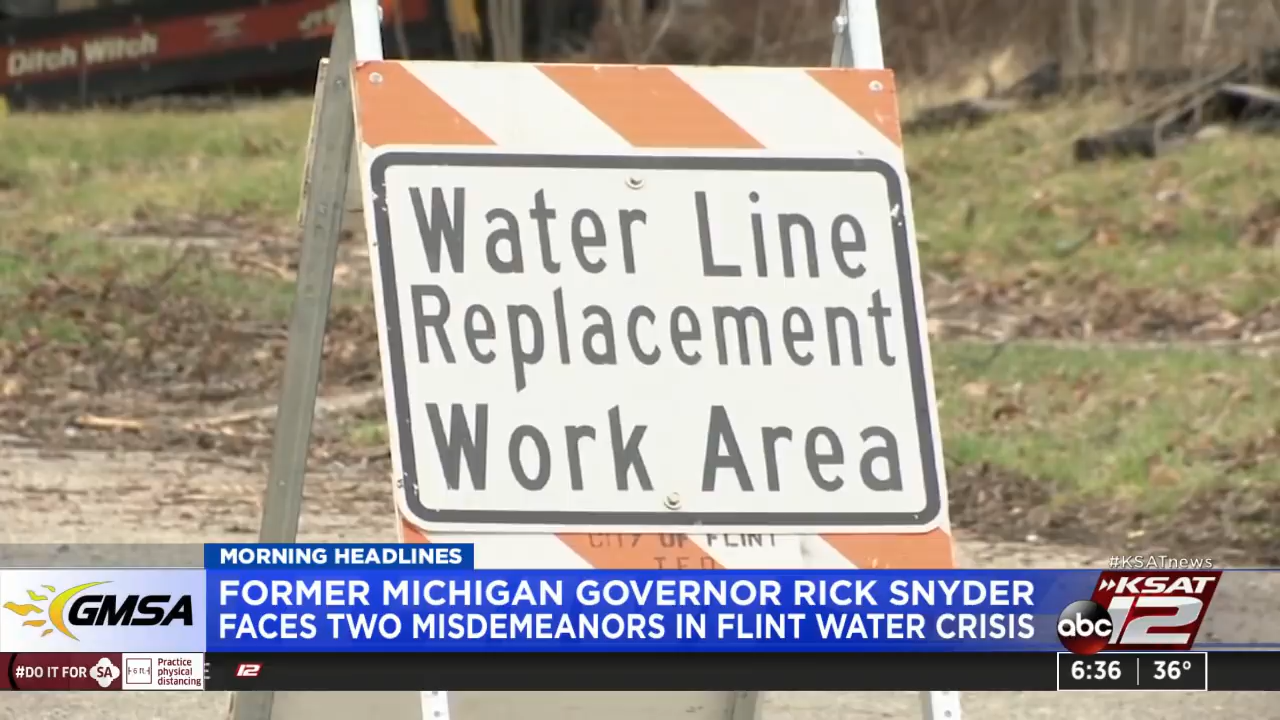 Ditch Witch
Water Line
Replacement
Work Area
CITY OF FLINT
#KSATnews
MORNING HEADLINES
GMSA
FORMER MICHIGAN GOVERNOR RICK SNYDER
FACES TWO MISDEMEANORS IN FLINT WATER CRISIS
abc
KSAT
12
#DO IT FOR SA
6 ft
Practice
physical
distancing
12
6:36
36°